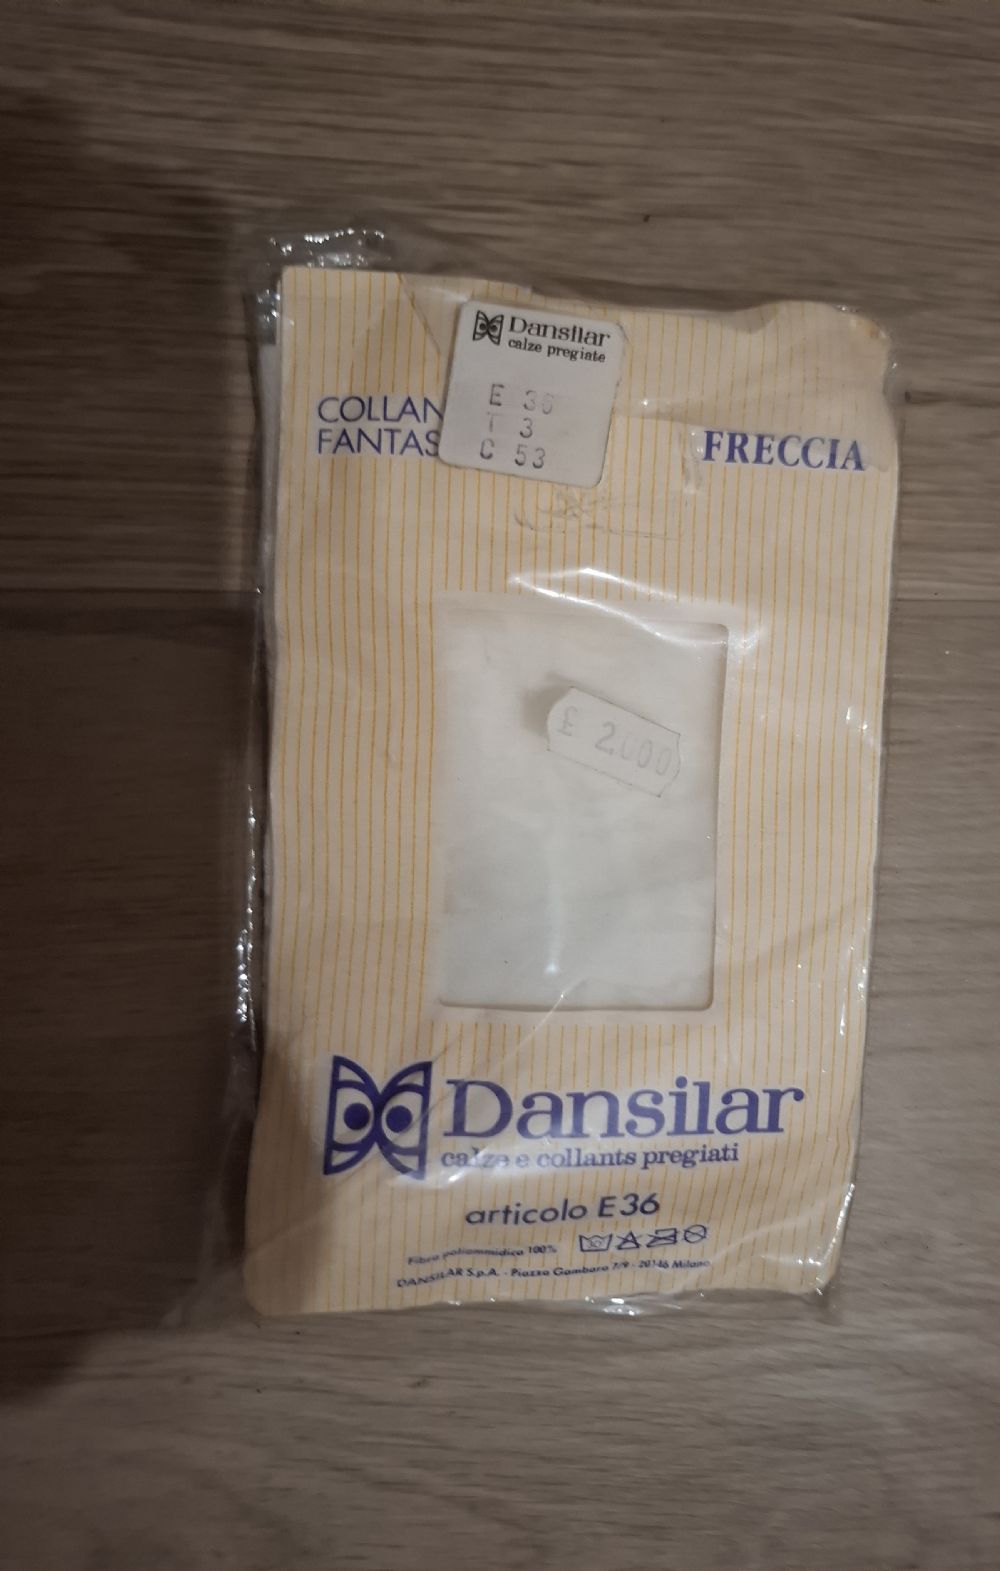 Dansilar
calze pregiate
E 36
T 3
C 53
COLLAN
FANTAS
FRECCIA
£ 2.000
Dansilar
calze e collants pregiati
articolo E36
Fibra poliammidica 100%
30
DANSILAR S.p.A. - Piazza Gambara 7/9 - 20146 Milano